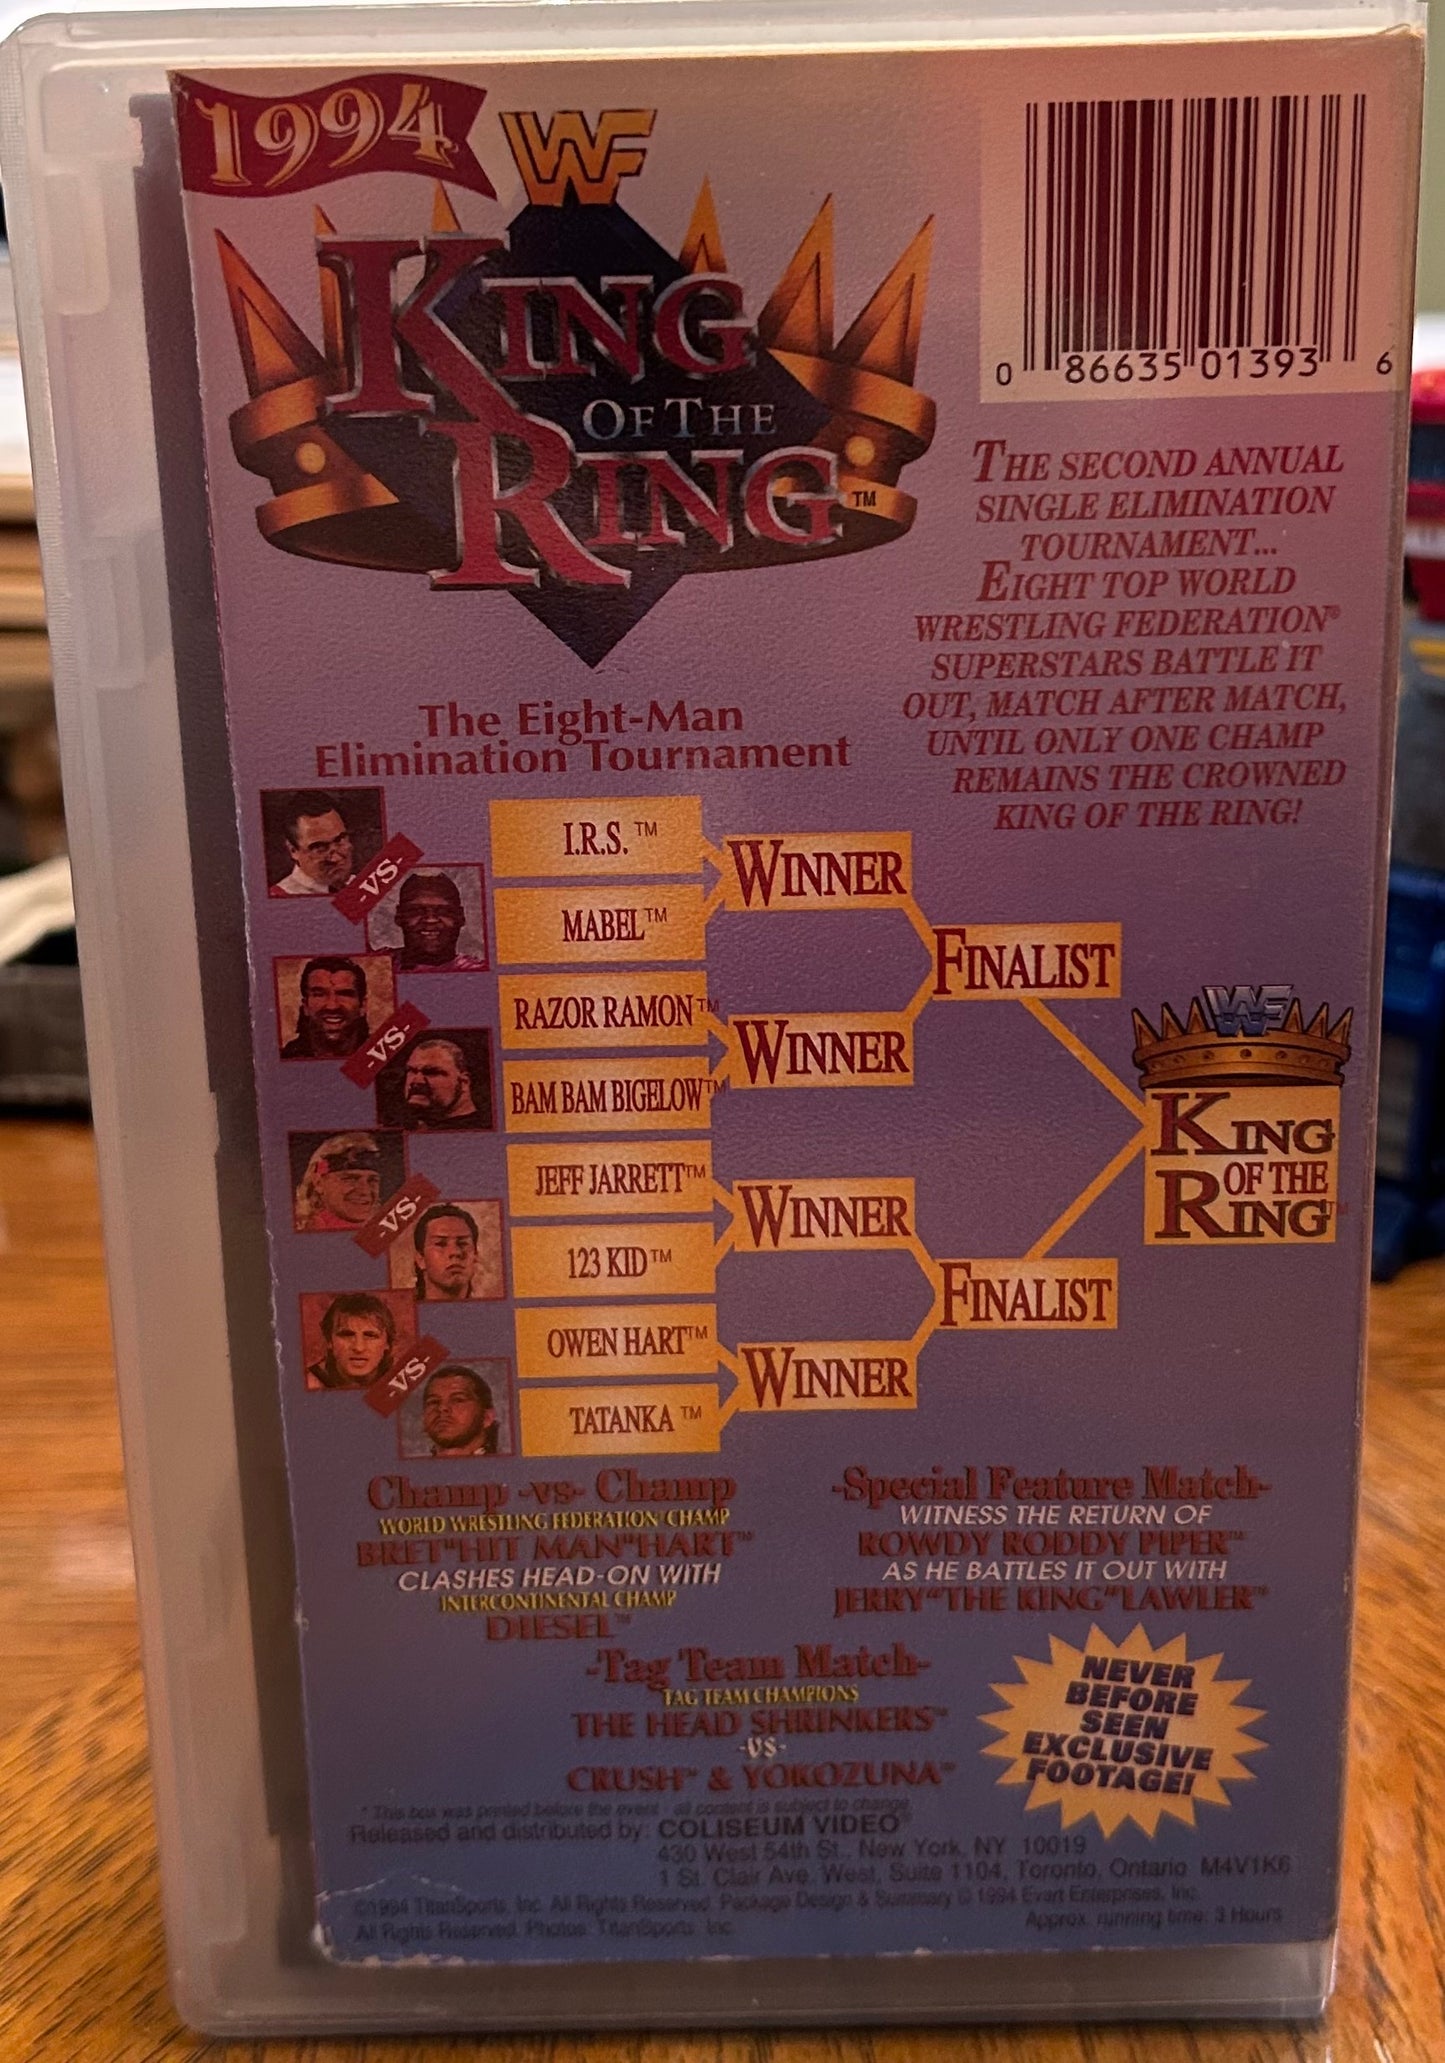 1994
WF
KING
OF THE
RING™
0 86635 01393 6
THE SECOND ANNUAL
SINGLE ELIMINATION
TOURNAMENT...
EIGHT TOP WORLD
WRESTLING FEDERATION®
SUPERSTARS BATTLE IT
OUT, MATCH AFTER MATCH,
UNTIL ONLY ONE CHAMP
REMAINS THE CROWNED
KING OF THE RING!
The Eight-Man
Elimination Tournament
-VS-
-VS-
-VS-
-VS-
I.R.S.™
MABEL™
RAZOR RAMON™
BAM BAM BIGELOW™
JEFF JARRETT™
123 KID™
OWEN HART™
TATANKA™
WINNER
WINNER
WINNER
WINNER
FINALIST
FINALIST
WF
KING
OF THE
RING™
Champ -vs- Champ
WORLD WRESTLING FEDERATION® CHAMP
BRET "HIT MAN" HART™
CLASHES HEAD-ON WITH
INTERCONTINENTAL CHAMP
DIESEL™
-Special Feature Match-
WITNESS THE RETURN OF
ROWDY RODDY PIPER™
AS HE BATTLES IT OUT WITH
JERRY "THE KING" LAWLER™
-Tag Team Match-
TAG TEAM CHAMPIONS
THE HEAD SHRINKERS™
-VS-
CRUSH™ & YOKOZUNA™
NEVER
BEFORE
SEEN
EXCLUSIVE
FOOTAGE!
* This box was printed before the event - all content is subject to change.
Released and distributed by: COLISEUM VIDEO®
430 West 54th St., New York, NY 10019
1 St. Clair Ave. West, Suite 1104, Toronto, Ontario M4V1K6
©1994 TitanSports, Inc. All Rights Reserved. Package Design & Summary © 1994 Evart Enterprises, Inc.
All Rights Reserved. Photos: TitanSports, Inc.
Approx. running time: 3 Hours